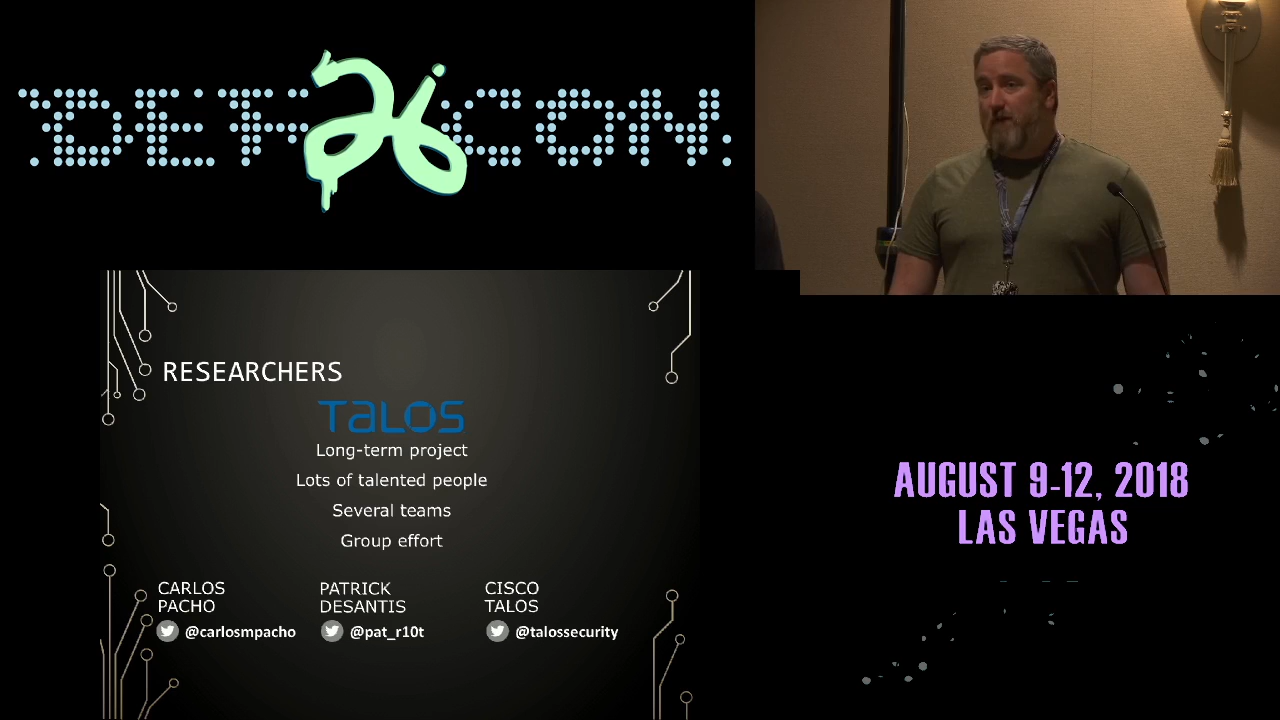 DEF CON
26
RESEARCHERS
TALOS
Long-term project
Lots of talented people
Several teams
Group effort
CARLOS
PACHO
@carlosmpacho
PATRICK
DESANTIS
@pat_r10t
CISCO
TALOS
@talossecurity
AUGUST 9-12, 2018
LAS VEGAS